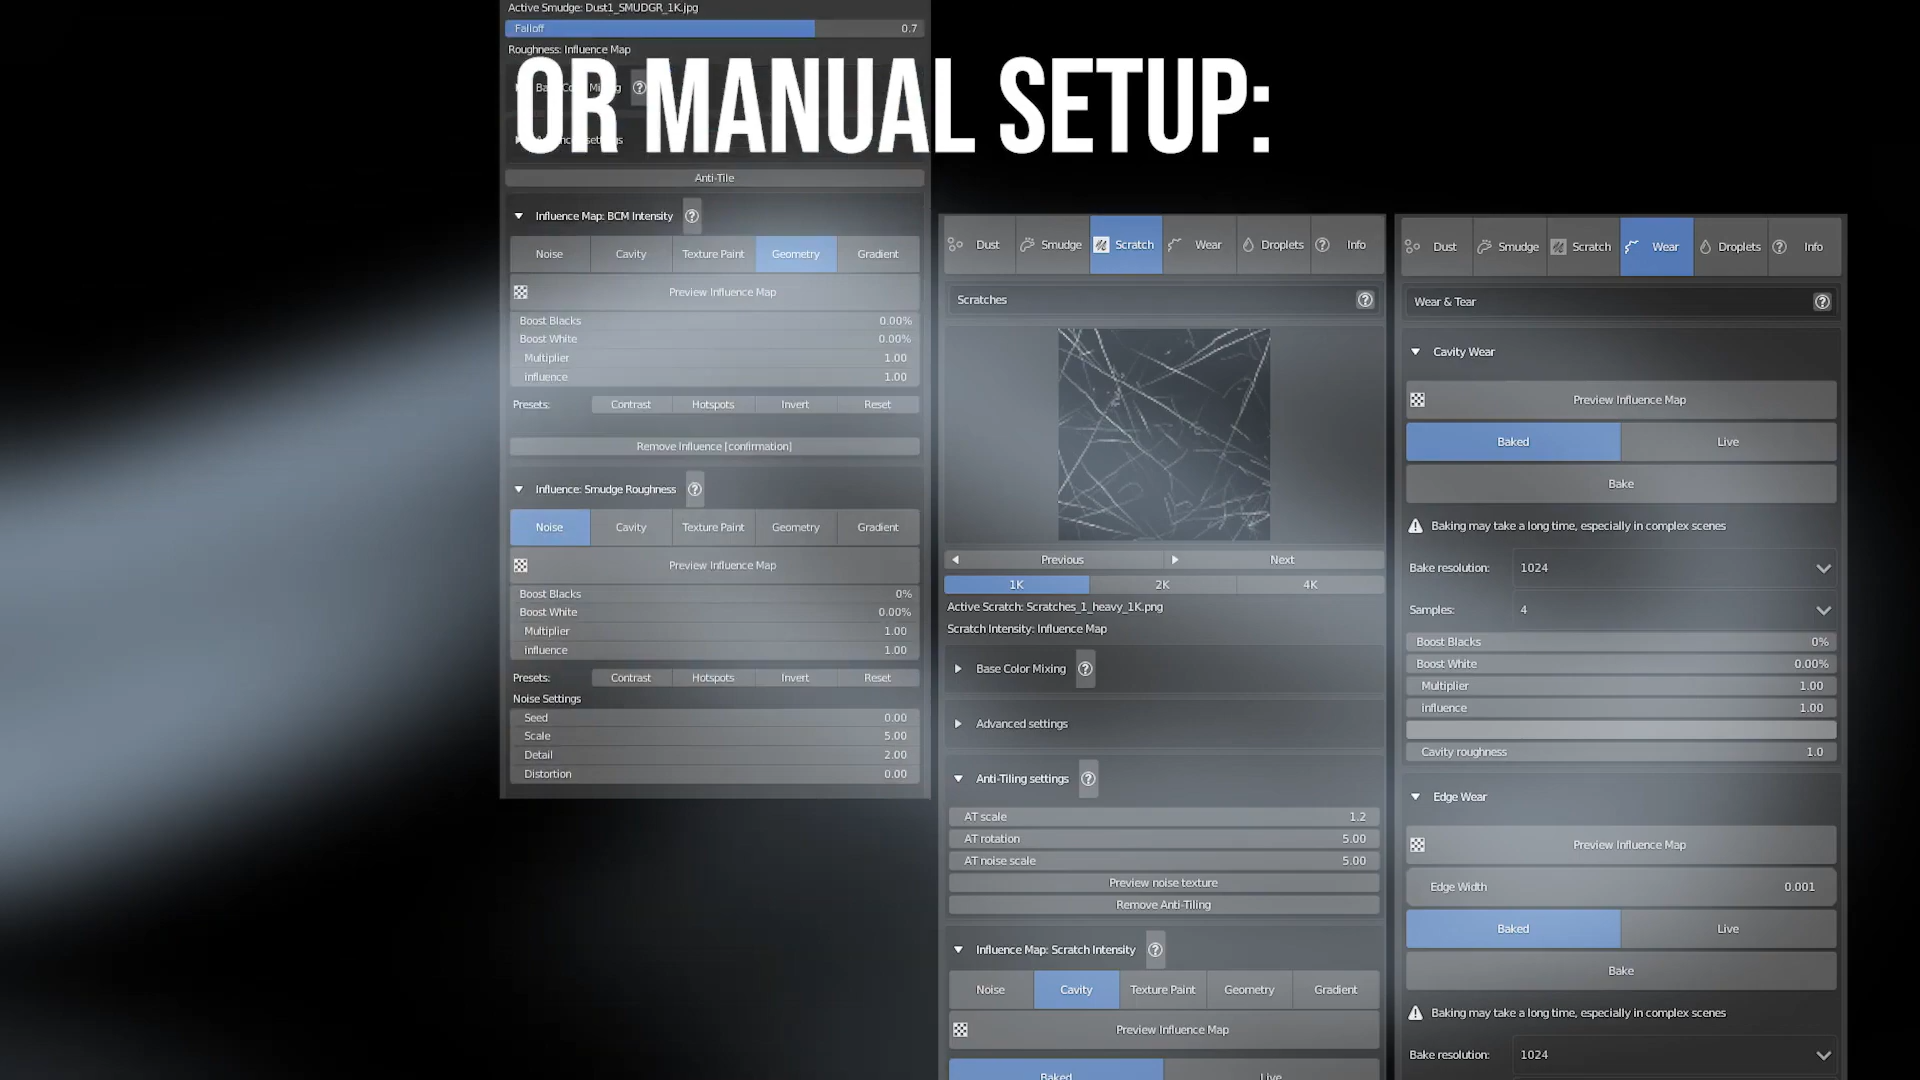 Active Smudge: Dust1_SMUDGR_1K.jpg
Falloff 0.7
Roughness: Influence Map
OR MANUAL SETUP:
Anti-Tile
Influence Map: BCM Intensity
Noise Cavity Texture Paint Geometry Gradient
Preview Influence Map
Boost Blacks 0.00%
Boost White 0.00%
Multiplier 1.00
influence 1.00
Presets: Contrast Hotspots Invert Reset
Remove Influence [confirmation]
Influence: Smudge Roughness
Noise Cavity Texture Paint Geometry Gradient
Preview Influence Map
Boost Blacks 0%
Boost White 0.00%
Multiplier 1.00
influence 1.00
Presets: Contrast Hotspots Invert Reset
Noise Settings
Seed 0.00
Scale 5.00
Detail 2.00
Distortion 0.00
Dust Smudge Scratch Wear Droplets Info
Scratches
Previous Next
1K 2K 4K
Active Scratch: Scratches_1_heavy_1K.png
Scratch Intensity: Influence Map
Base Color Mixing
Advanced settings
Anti-Tiling settings
AT scale 1.2
AT rotation 5.00
AT noise scale 5.00
Preview noise texture
Remove Anti-Tiling
Influence Map: Scratch Intensity
Noise Cavity Texture Paint Geometry Gradient
Preview Influence Map
Baked Live
Dust Smudge Scratch Wear Droplets Info
Wear & Tear
Cavity Wear
Preview Influence Map
Baked Live
Bake
Baking may take a long time, especially in complex scenes
Bake resolution: 1024
Samples: 4
Boost Blacks 0%
Boost White 0.00%
Multiplier 1.00
influence 1.00
Cavity roughness 1.0
Edge Wear
Preview Influence Map
Edge Width 0.001
Baked Live
Bake
Baking may take a long time, especially in complex scenes
Bake resolution: 1024